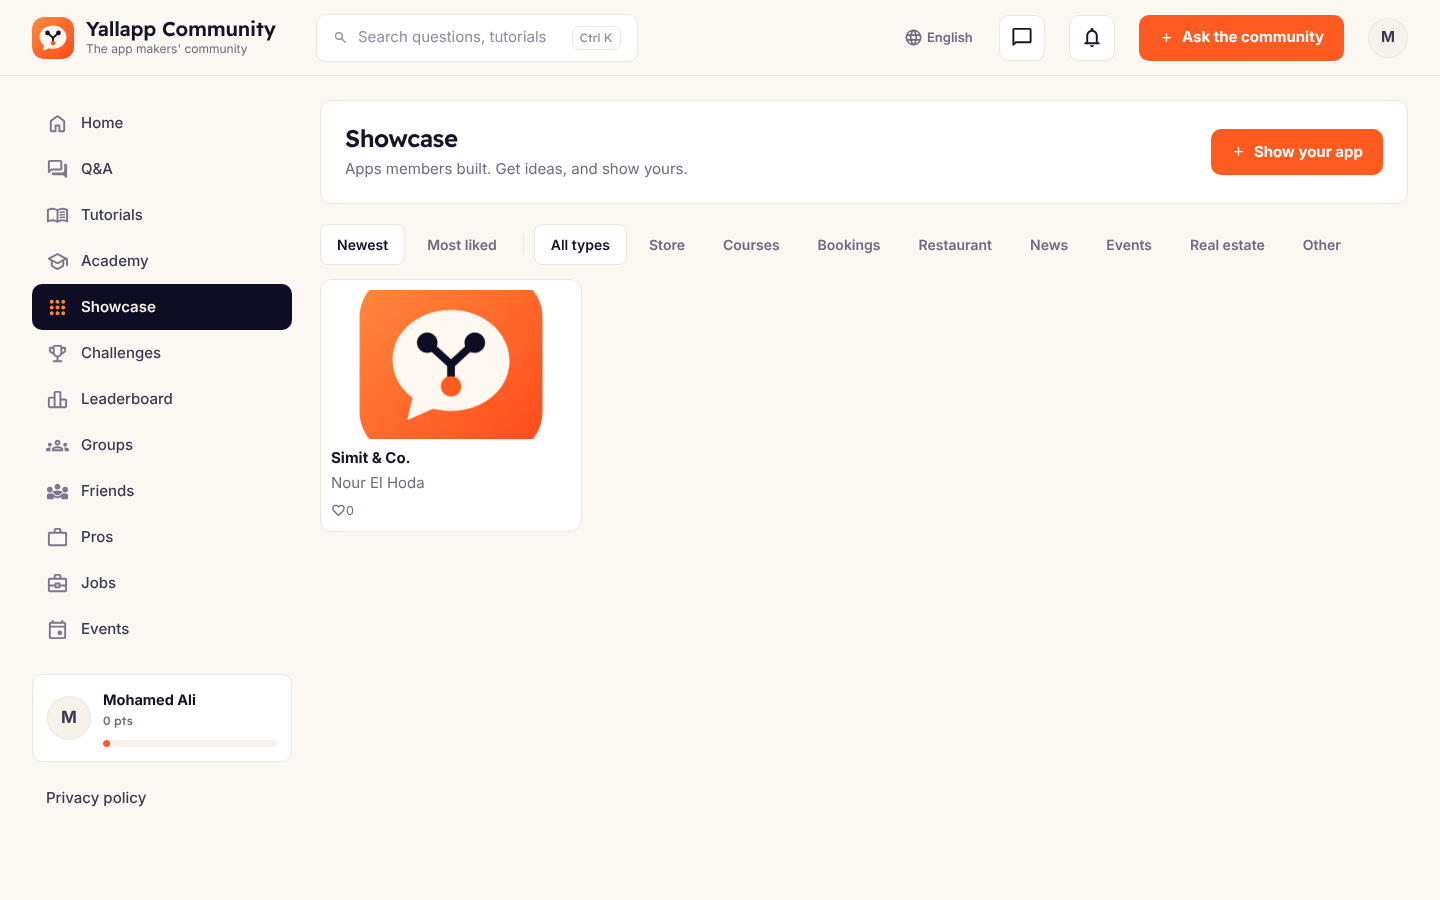 Yallapp Community
The app makers' community
Search questions, tutorials
Ctrl K
English
+ Ask the community
M
Home
Q&A
Tutorials
Academy
Showcase
Challenges
Leaderboard
Groups
Friends
Pros
Jobs
Events
M
Mohamed Ali
0 pts
Privacy policy
Showcase
Apps members built. Get ideas, and show yours.
+ Show your app
Newest
Most liked
All types
Store
Courses
Bookings
Restaurant
News
Events
Real estate
Other
Simit & Co.
Nour El Hoda
0